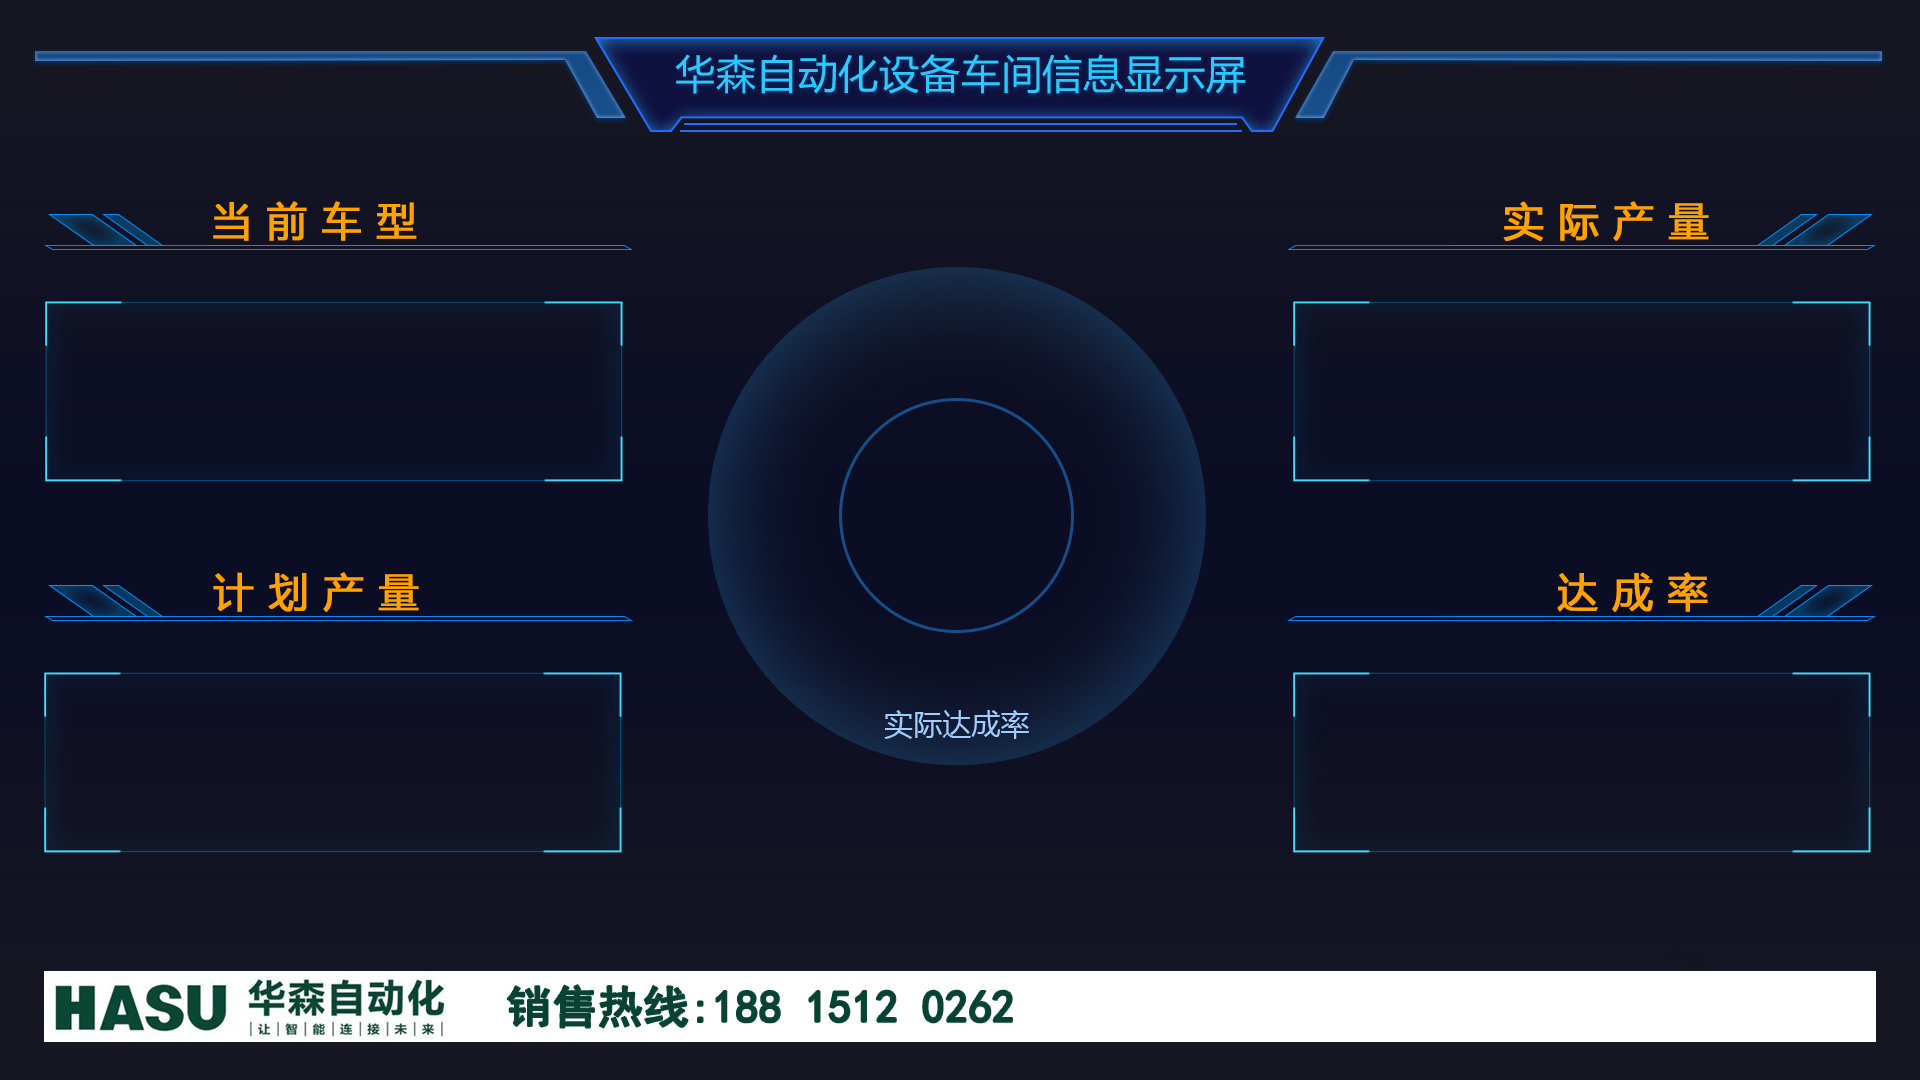 华森自动化设备车间信息显示屏
当前车型
实际产量
计划产量
达成率
实际达成率
HASU 华森自动化
|让|智|能|连|接|未|来|
销售热线:188 1512 0262